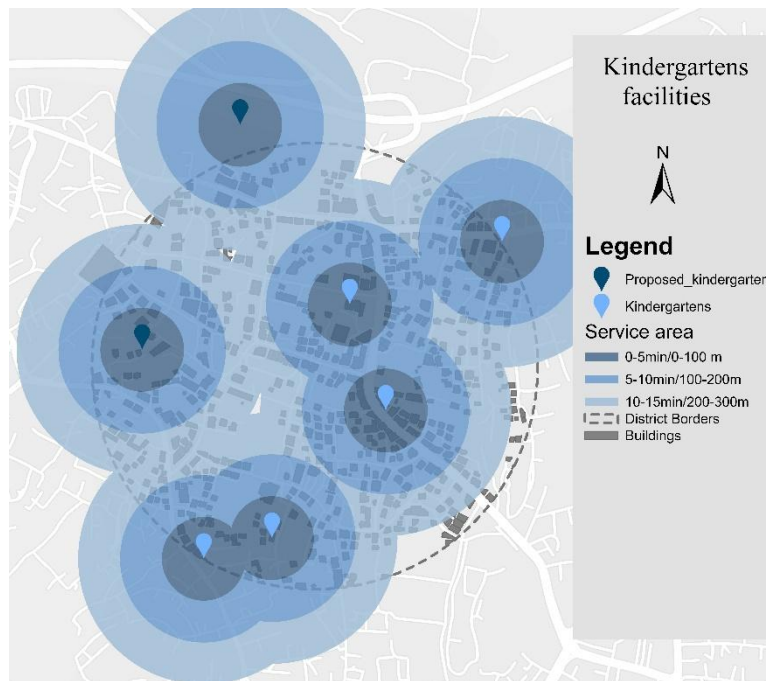 Kindergartens
facilities
N
Legend
Proposed_kindergarten
Kindergartens
Service area
0-5min/0-100 m
5-10min/100-200m
10-15min/200-300m
District Borders
Buildings